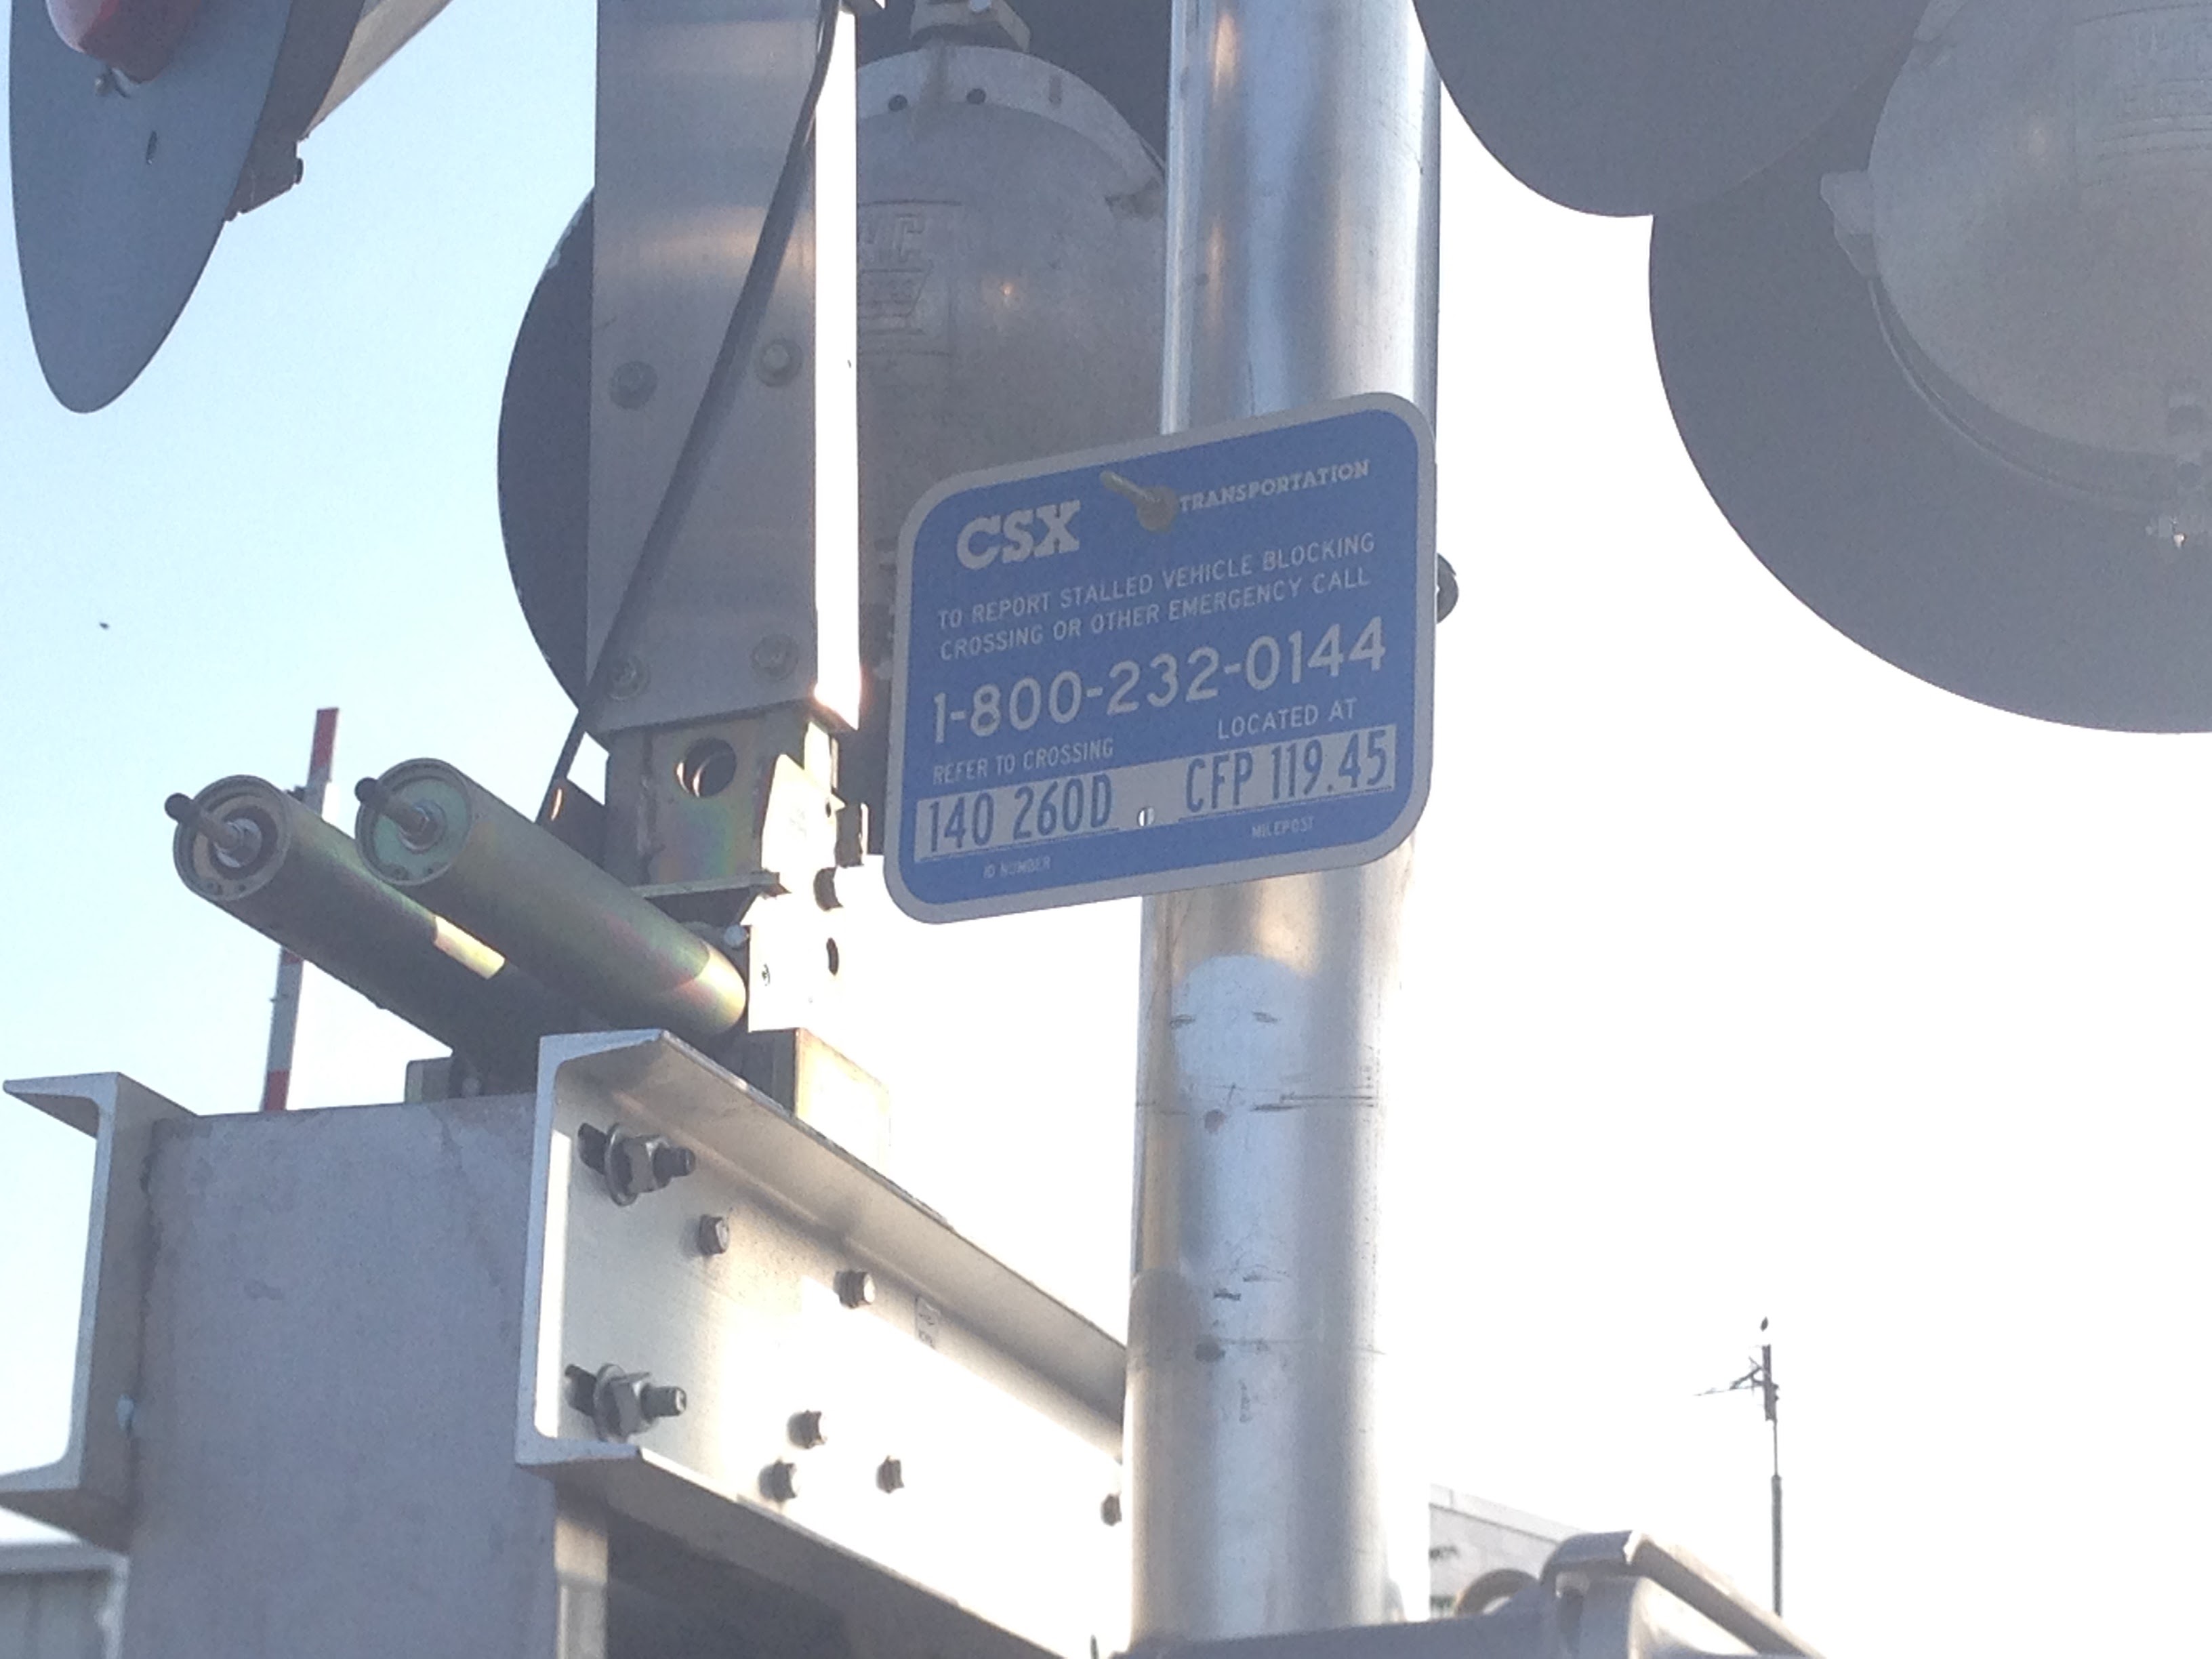 CSX TRANSPORTATION
TO REPORT STALLED VEHICLE BLOCKING
CROSSING OR OTHER EMERGENCY CALL
1-800-232-0144
REFER TO CROSSING LOCATED AT
140 260D CFP 119.45
ID NUMBER MILEPOST